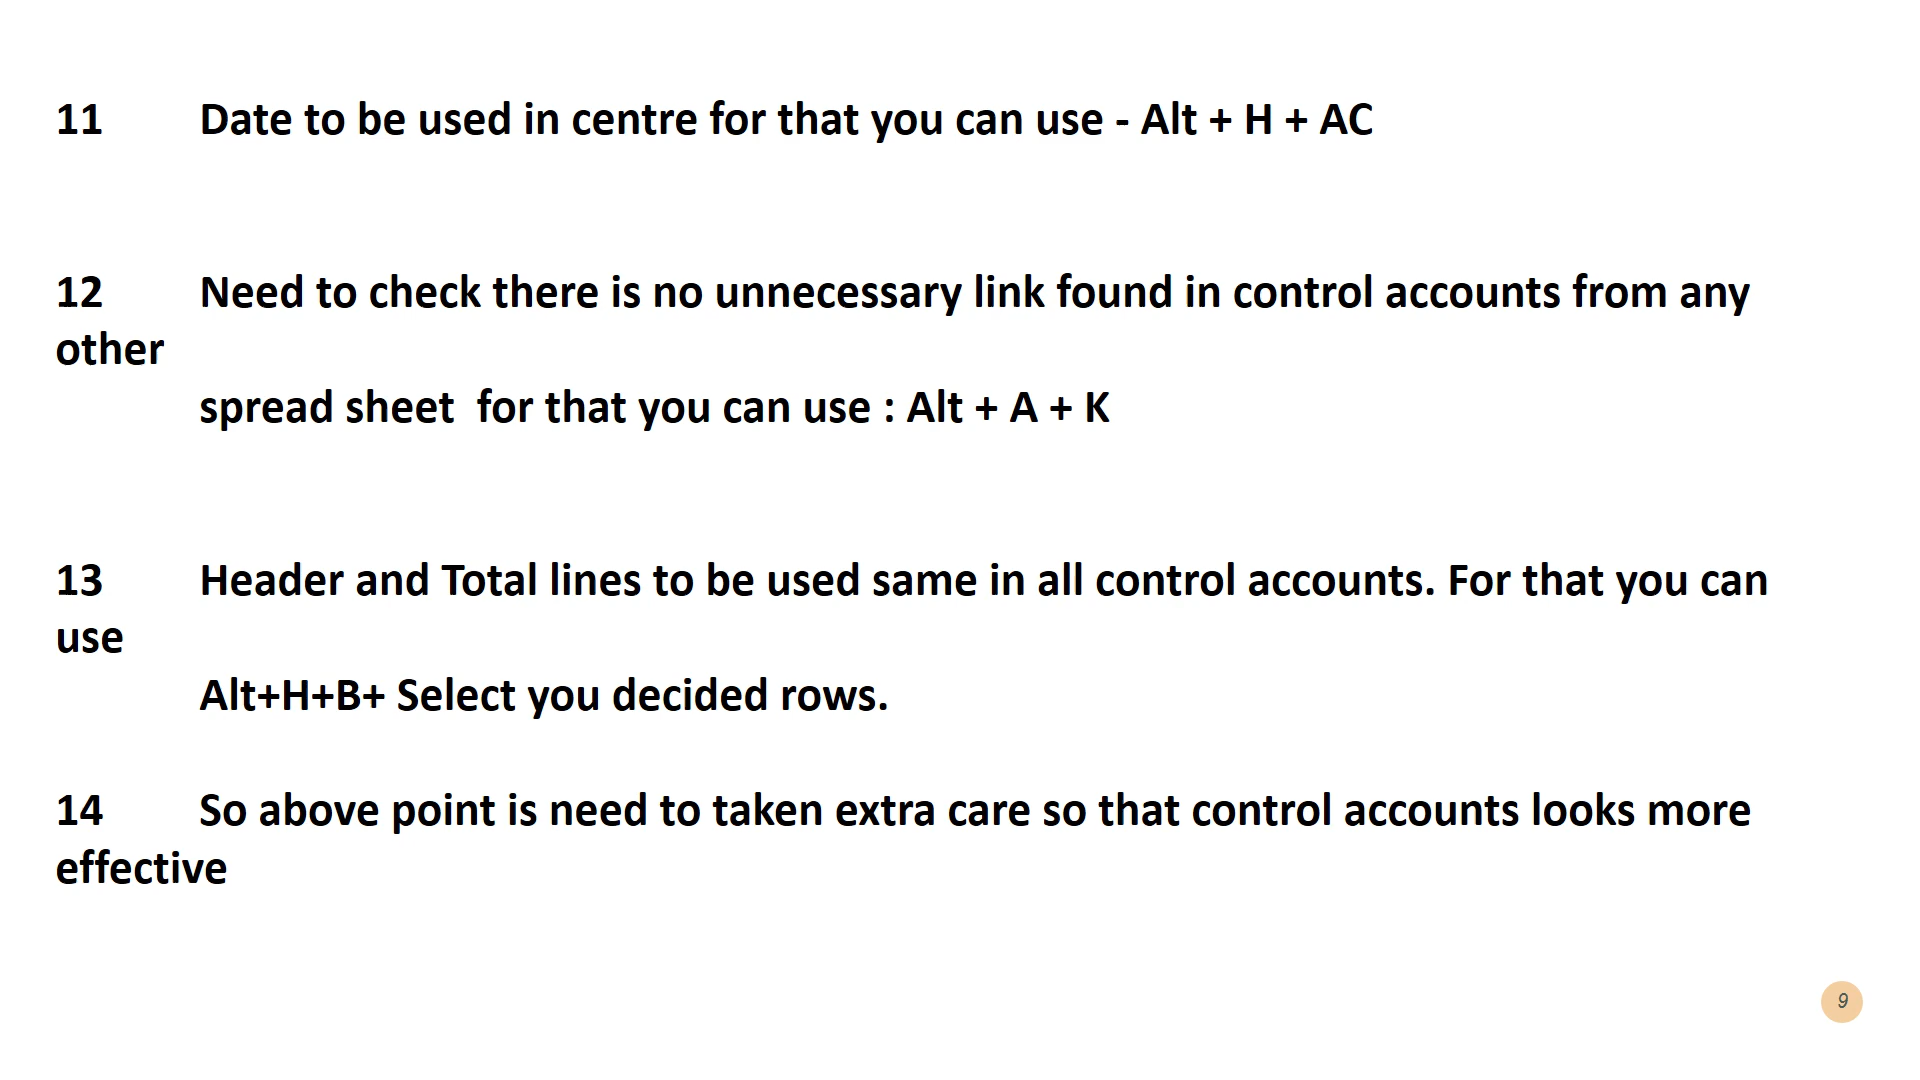 11 Date to be used in centre for that you can use - Alt + H + AC
12 Need to check there is no unnecessary link found in control accounts from any
other
spread sheet  for that you can use : Alt + A + K
13 Header and Total lines to be used same in all control accounts. For that you can
use
Alt+H+B+ Select you decided rows.
14 So above point is need to taken extra care so that control accounts looks more
effective
9